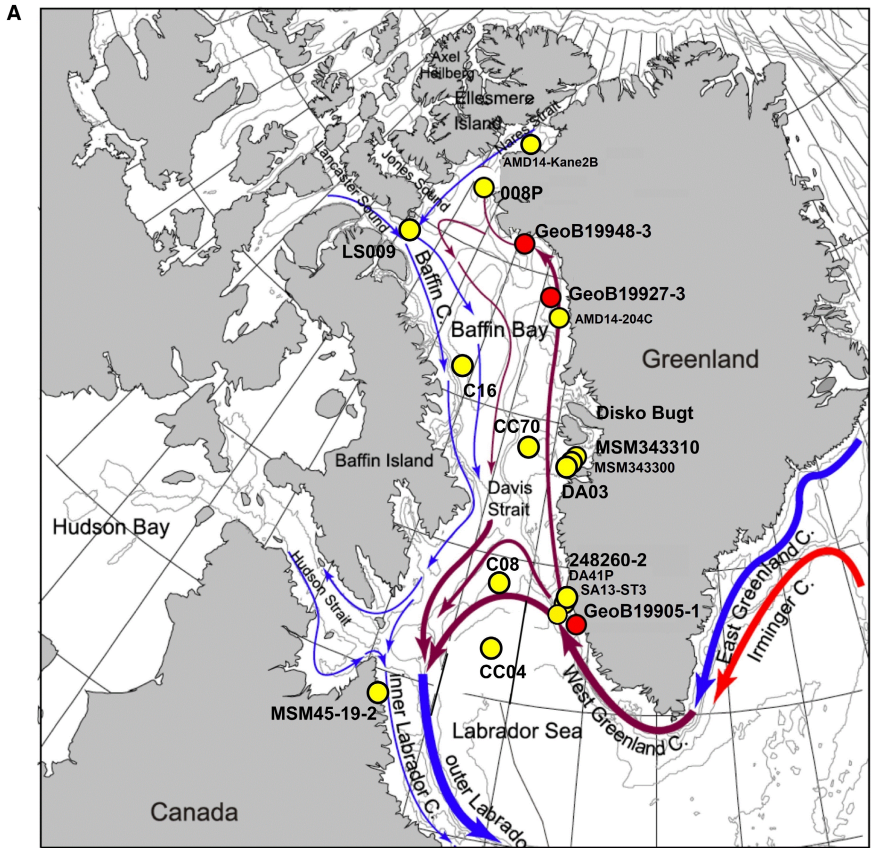 A
Axel
Heilberg
Ellesmere
Island
Nares Strait
AMD14-Kane2B
Jones Sound
Lancaster Sound
008P
GeoB19948-3
LS009
Baffin C.
GeoB19927-3
AMD14-204C
Baffin Bay
Greenland
C16
Disko Bugt
CC70
MSM343310
MSM343300
Baffin Island
DA03
Davis
Strait
Hudson Bay
East Greenland C.
Irminger C.
Hudson Strait
C08
248260-2
DA41P
SA13-ST3
GeoB19905-1
CC04
West Greenland C.
MSM45-19-2
inner Labrador C.
Labrador Sea
outer Labrado
Canada